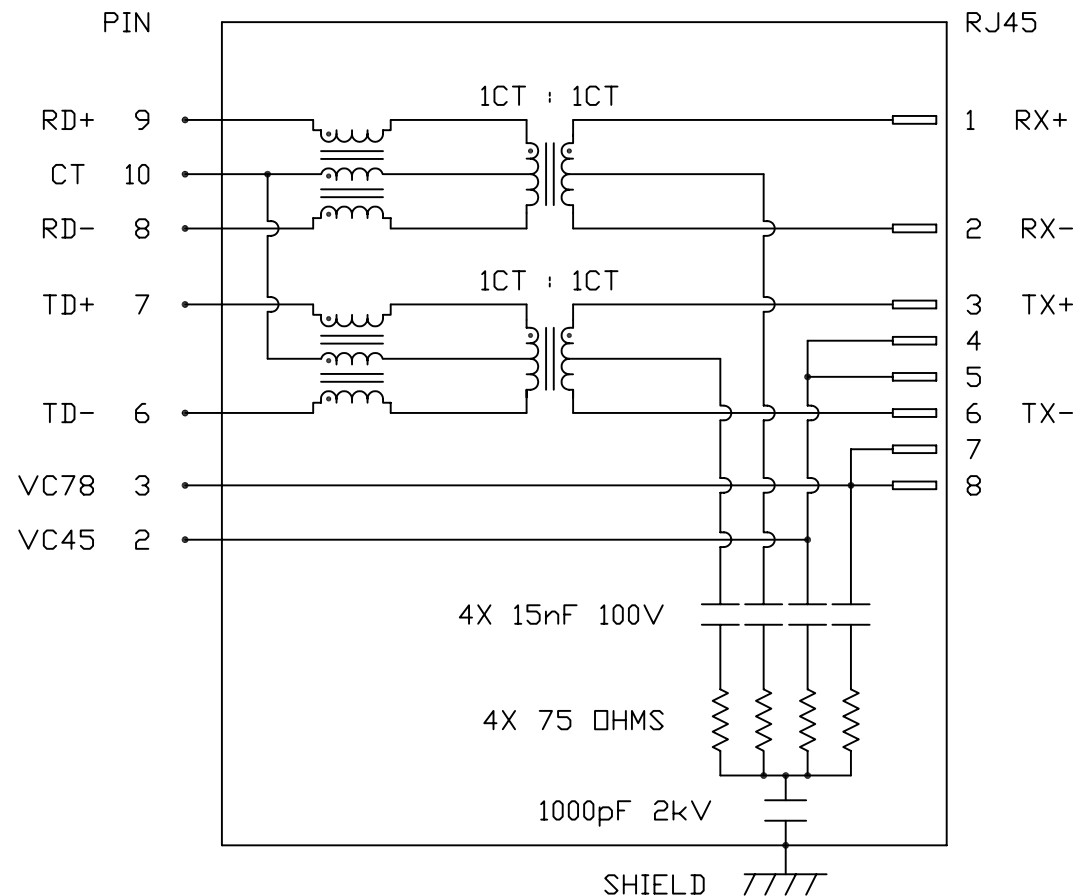 PIN RJ45
1CT : 1CT
RD+ 9 1 RX+
CT 10
RD- 8 2 RX-
1CT : 1CT
TD+ 7 3 TX+
4
5
TD- 6 6 TX-
7
VC78 3 8
VC45 2
4X 15nF 100V
4X 75 OHMS
1000pF 2kV
SHIELD